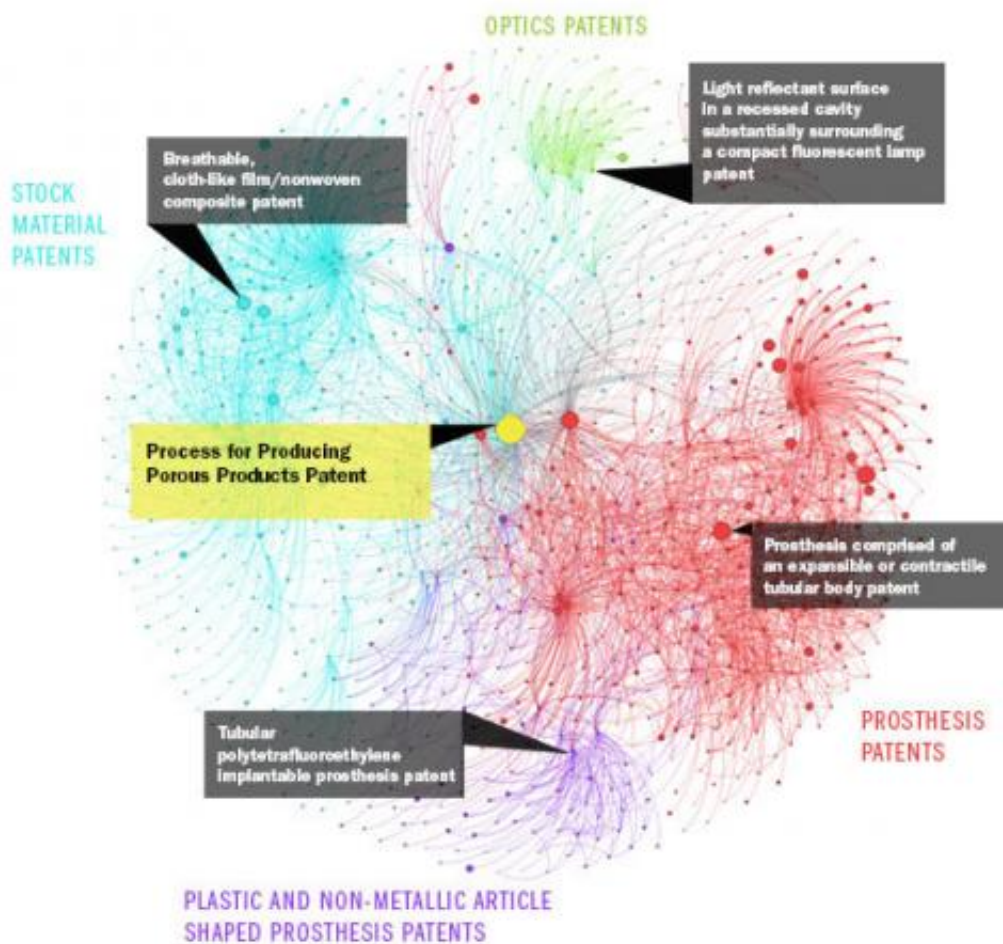 OPTICS PATENTS
Light reflectant surface
in a recessed cavity
substantially surrounding
a compact fluorescent lamp
patent
Breathable,
cloth-like film/nonwoven
composite patent
STOCK
MATERIAL
PATENTS
Process for Producing
Porous Products Patent
Prosthesis comprised of
an expansible or contractile
tubular body patent
PROSTHESIS
PATENTS
Tubular
polytetrafluoroethylene
implantable prosthesis patent
PLASTIC AND NON-METALLIC ARTICLE
SHAPED PROSTHESIS PATENTS